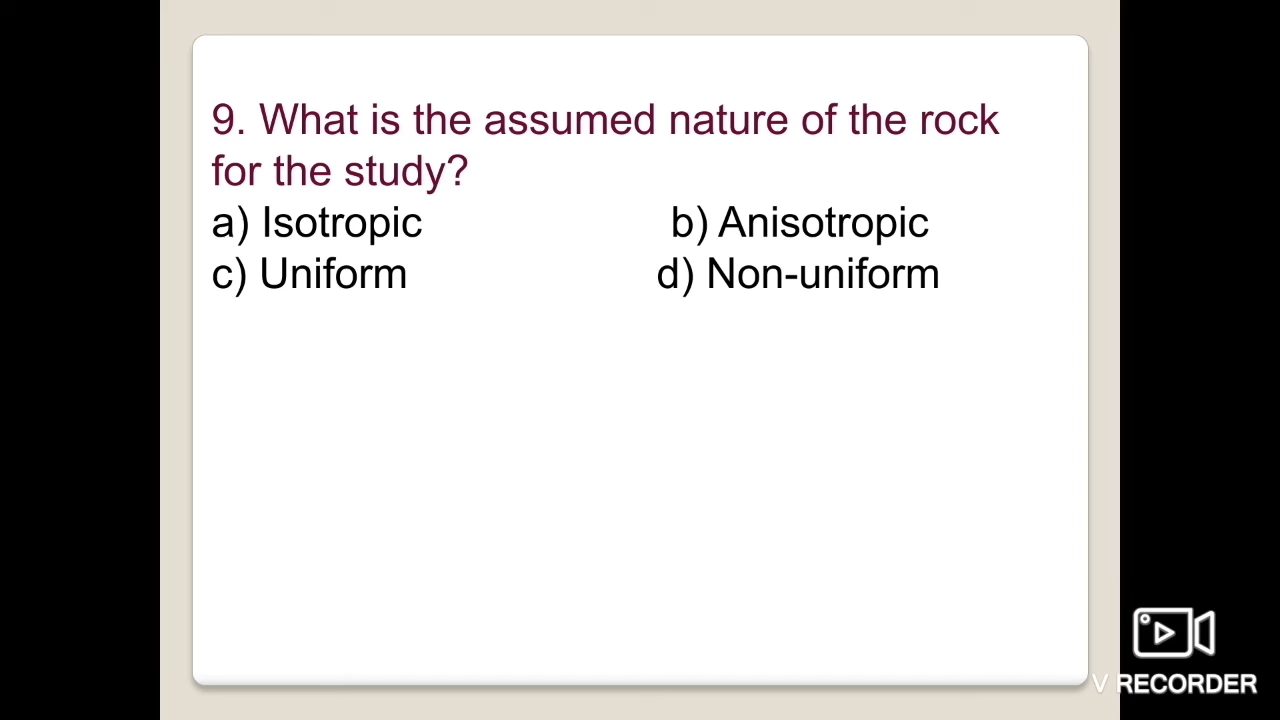 9. What is the assumed nature of the rock
for the study?
a) Isotropic b) Anisotropic
c) Uniform d) Non-uniform
V RECORDER